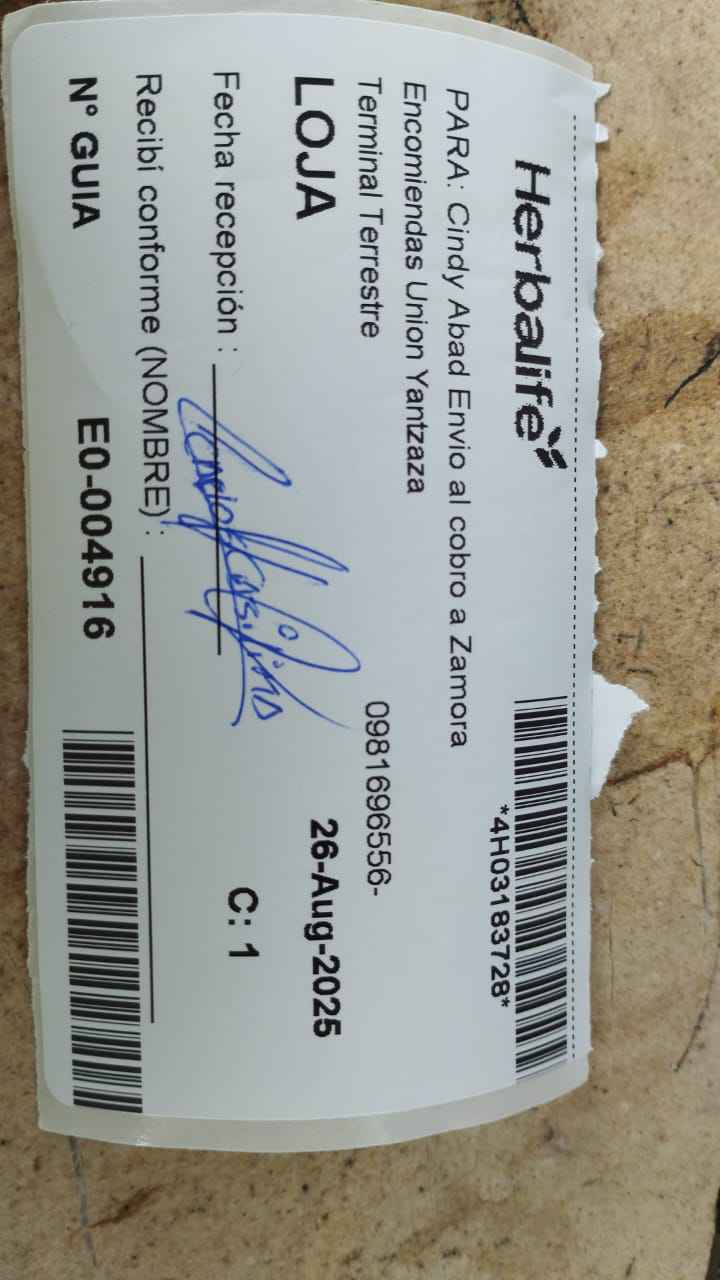 Herbalife
*4H03183728*
PARA: Cindy Abad Envio al cobro a Zamora
Encomiendas Union Yantzaza
Terminal Terrestre
0981696556-
LOJA
26-Aug-2025
Fecha recepción :
C: 1
Recibí conforme (NOMBRE) :
N° GUIA
E0-004916